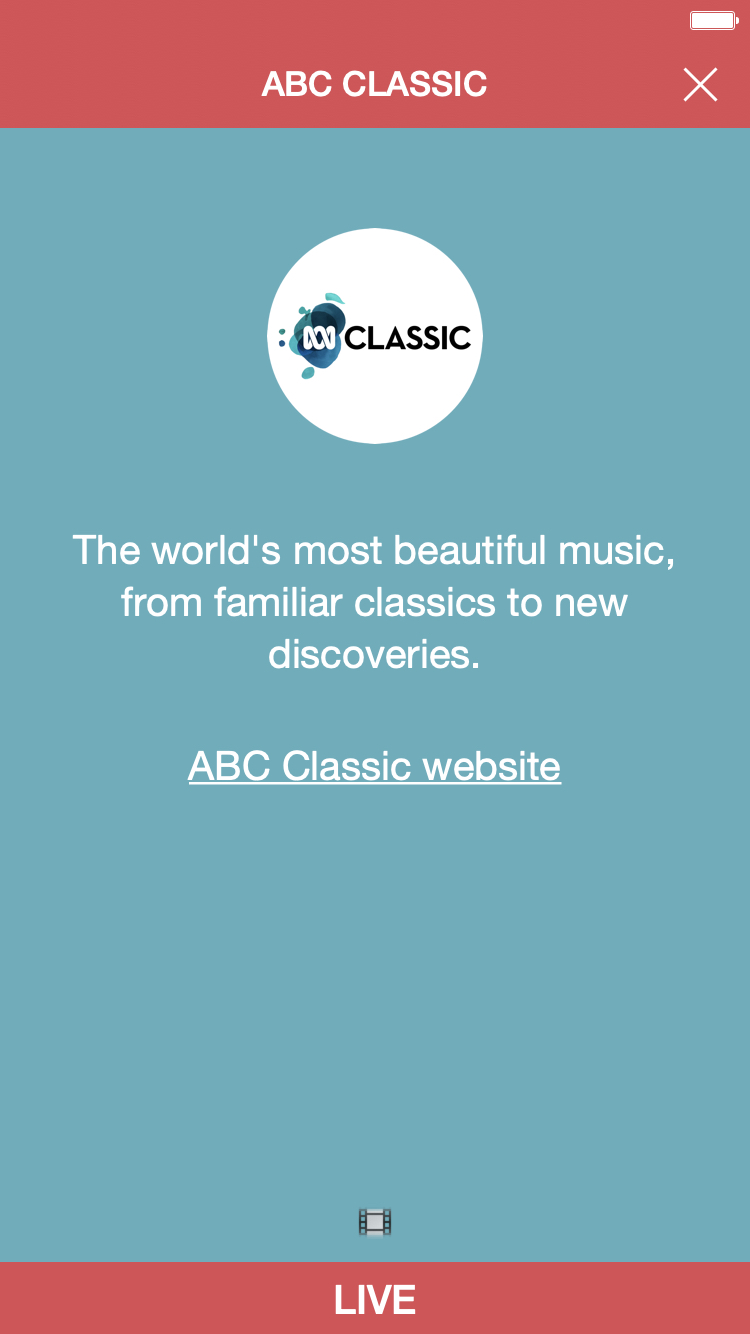 ABC CLASSIC
CLASSIC
The world's most beautiful music,
from familiar classics to new
discoveries.
ABC Classic website
LIVE